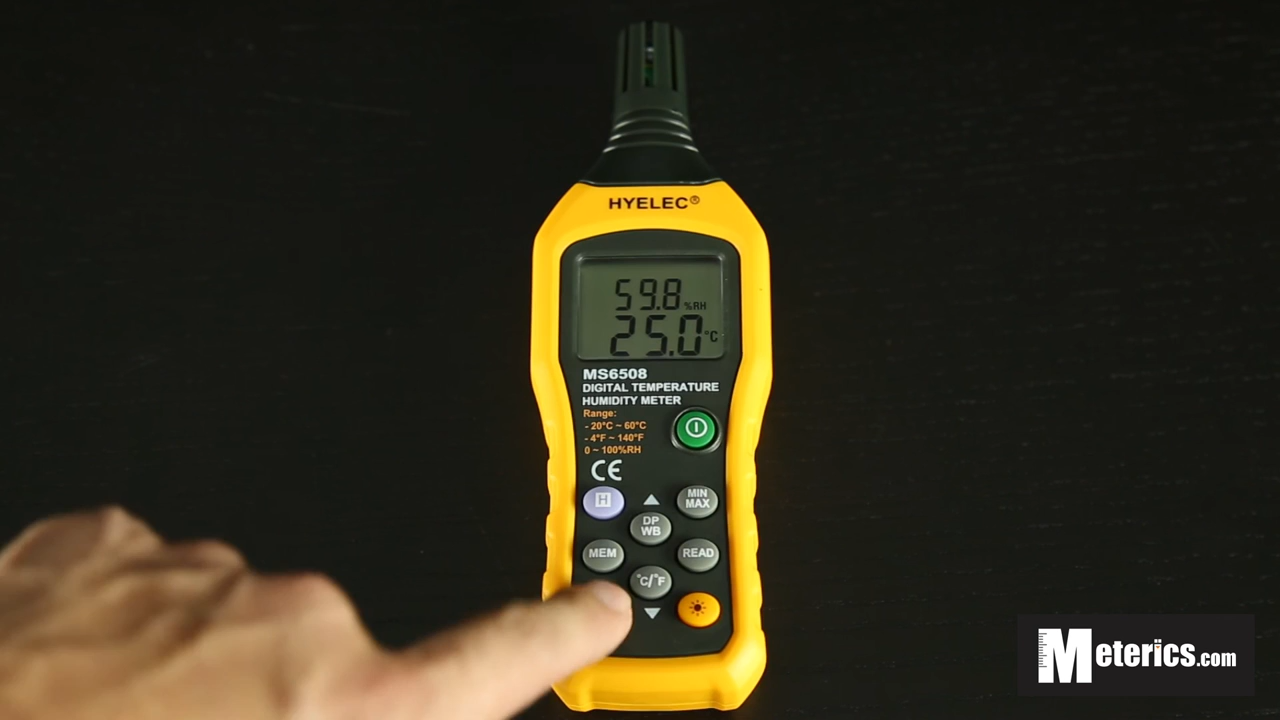 HYELEC®
59.8 %RH
25.0 °C
MS6508
DIGITAL TEMPERATURE
HUMIDITY METER
Range:
- 20°C ~ 60°C
- 4°F ~ 140°F
0 ~ 100%RH
CE
H
MIN
MAX
DP
WB
MEM
READ
°C/°F
Meterics.com